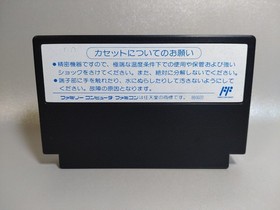 カセットについてのお願い
●精密機器ですので、極端な温度条件下での使用や保管および強い
ショックをさけてください。また、絶対に分解しないでください。
●端子部に手を触れたり、水にぬらしたりして汚さないようにして
ください。故障の原因となります。
ファミリーコンピュータ ファミコンは任天堂の商標です。
FF